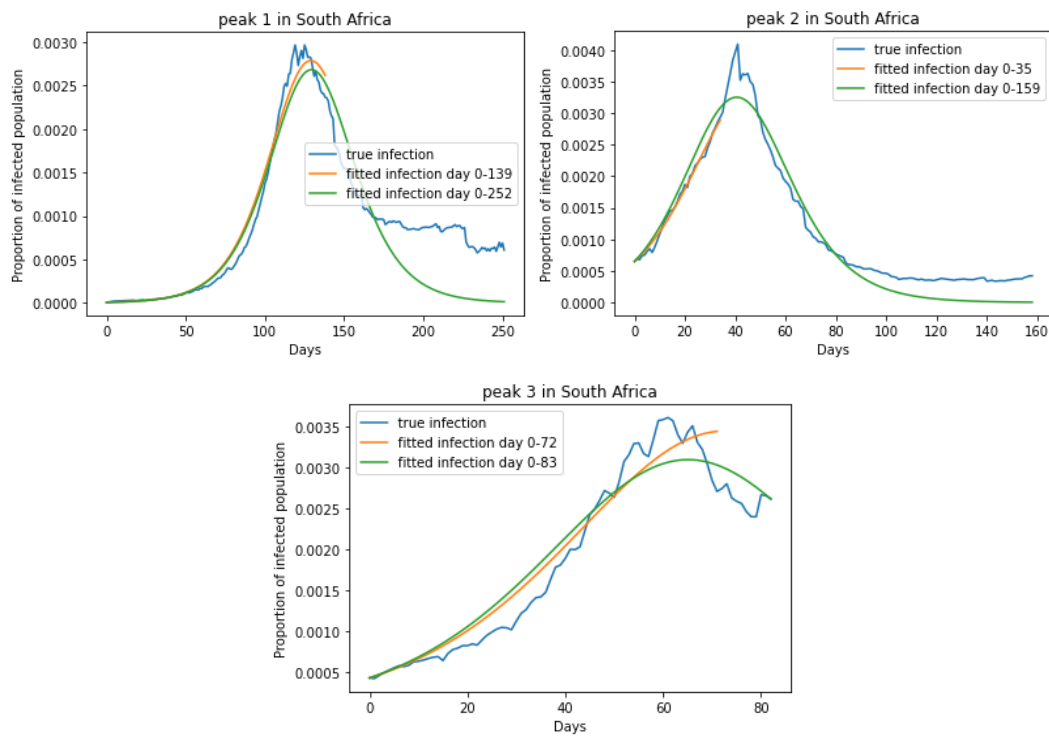 peak 1 in South Africa
Proportion of infected population
0.0030
0.0025
0.0020
0.0015
0.0010
0.0005
0.0000
true infection
fitted infection day 0-139
fitted infection day 0-252
0 50 100 150 200 250
Days
peak 2 in South Africa
Proportion of infected population
0.0040
0.0035
0.0030
0.0025
0.0020
0.0015
0.0010
0.0005
0.0000
true infection
fitted infection day 0-35
fitted infection day 0-159
0 20 40 60 80 100 120 140 160
Days
peak 3 in South Africa
Proportion of infected population
0.0035
0.0030
0.0025
0.0020
0.0015
0.0010
0.0005
true infection
fitted infection day 0-72
fitted infection day 0-83
0 20 40 60 80
Days